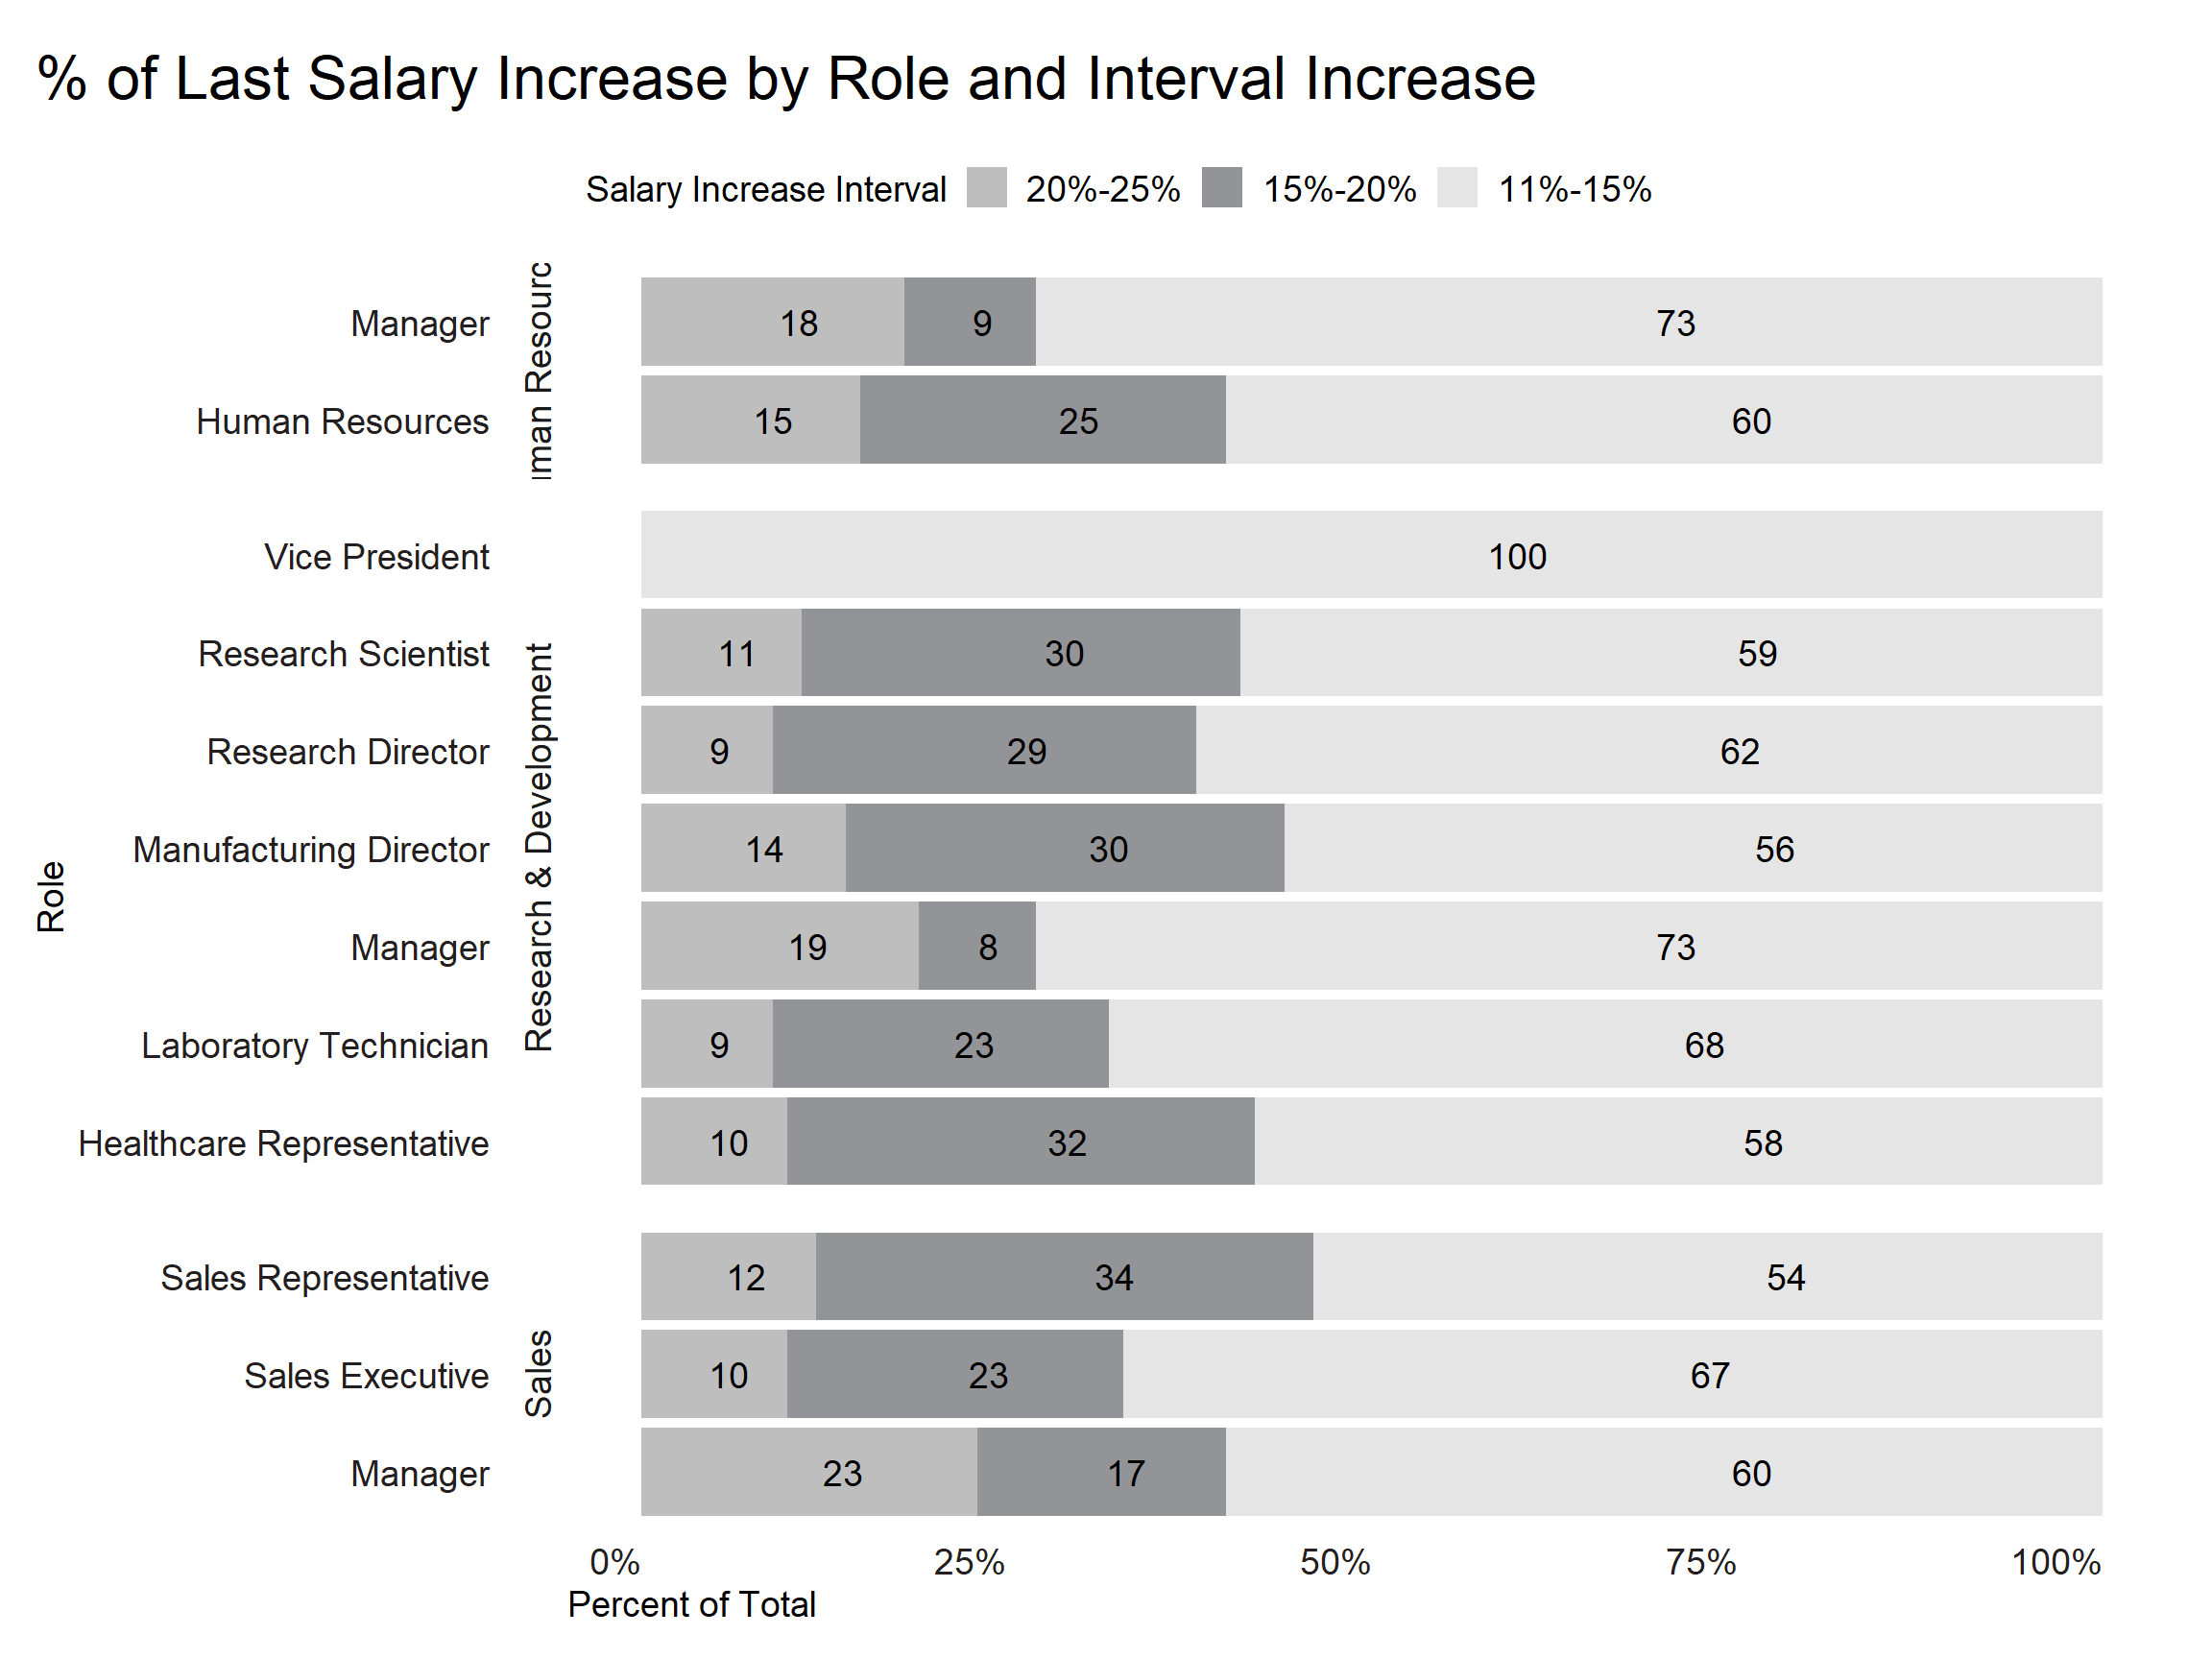 % of Last Salary Increase by Role and Interval Increase
Salary Increase Interval 20%-25% 15%-20% 11%-15%
Role
uman Resourc
Manager 18 9 73
Human Resources 15 25 60
Research & Development
Vice President 100
Research Scientist 11 30 59
Research Director 9 29 62
Manufacturing Director 14 30 56
Manager 19 8 73
Laboratory Technician 9 23 68
Healthcare Representative 10 32 58
Sales
Sales Representative 12 34 54
Sales Executive 10 23 67
Manager 23 17 60
0% 25% 50% 75% 100%
Percent of Total